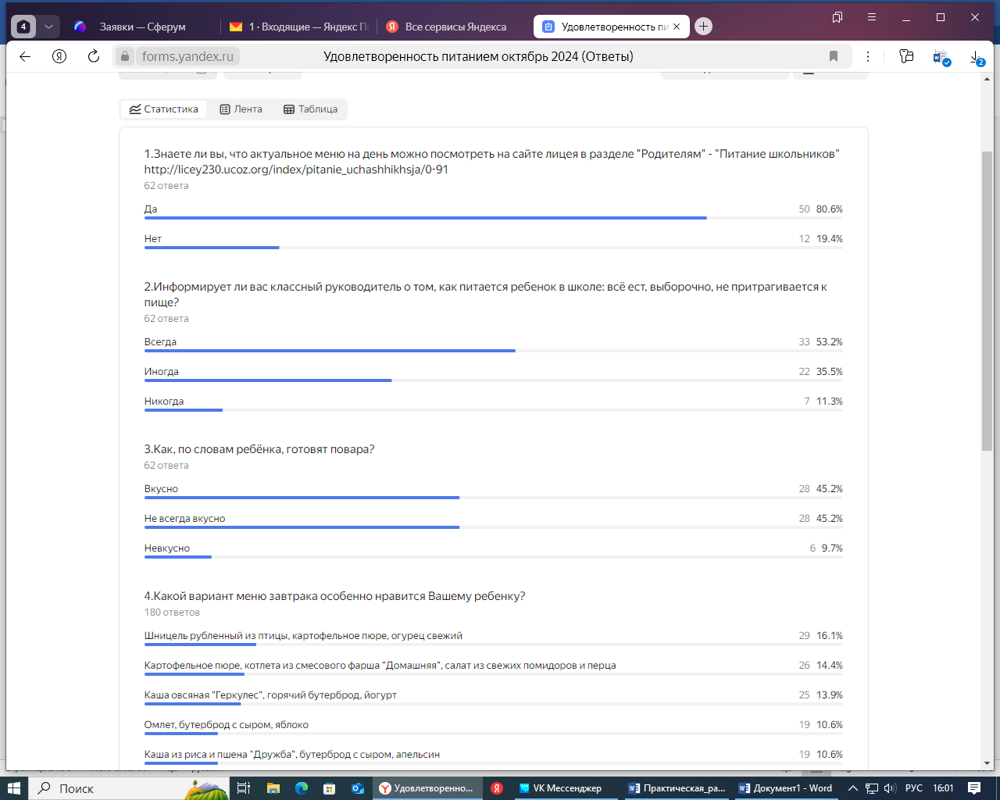 4
Заявки — Сферум
1 · Входящие — Яндекс По
Все сервисы Яндекса
Удовлетворенность пи
forms.yandex.ru
Удовлетворенность питанием октябрь 2024 (Ответы)
2
Статистика
Лента
Таблица
1.Знаете ли вы, что актуальное меню на день можно посмотреть на сайте лицея в разделе "Родителям" - "Питание школьников"
http://licey230.ucoz.org/index/pitanie_uchashhikhsja/0-91
62 ответа
Да 50 80.6%
Нет 12 19.4%
2.Информирует ли вас классный руководитель о том, как питается ребенок в школе: всё ест, выборочно, не притрагивается к
пище?
62 ответа
Всегда 33 53.2%
Иногда 22 35.5%
Никогда 7 11.3%
3.Как, по словам ребёнка, готовят повара?
62 ответа
Вкусно 28 45.2%
Не всегда вкусно 28 45.2%
Невкусно 6 9.7%
4.Какой вариант меню завтрака особенно нравится Вашему ребенку?
180 ответов
Шницель рубленный из птицы, картофельное пюре, огурец свежий 29 16.1%
Картофельное пюре, котлета из смесового фарша "Домашняя", салат из свежих помидоров и перца 26 14.4%
Каша овсяная "Геркулес", горячий бутерброд, йогурт 25 13.9%
Омлет, бутерброд с сыром, яблоко 19 10.6%
Каша из риса и пшена "Дружба", бутерброд с сыром, апельсин 19 10.6%
Поиск
Удовлетворенно...
VK Мессенджер
Практическая_ра...
Документ1 - Word
РУС
16:01